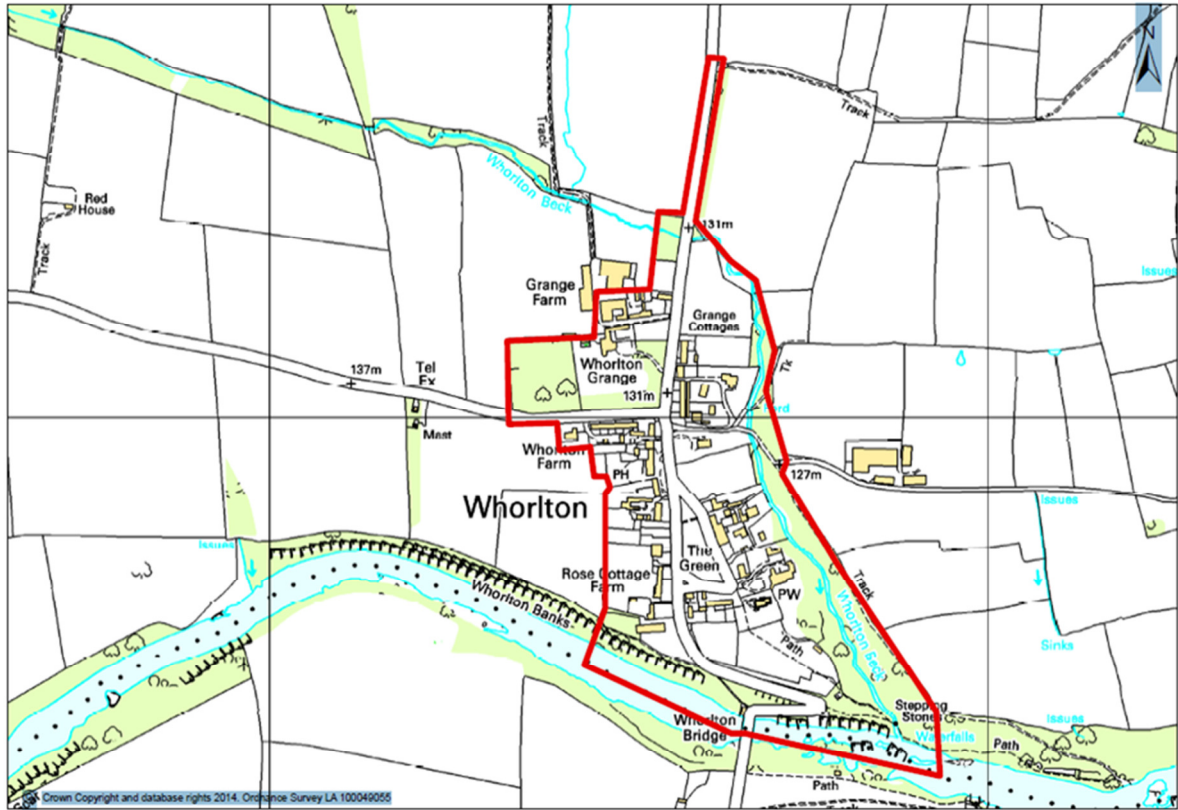 N
Track
Track
Whorlton Beck
Red
House
Track
131m
Issues
Grange
Farm
Grange
Cottages
Whorlton
Grange
Tk
137m
Tel
Ex
131m
Ford
Mast
Whorlton
Farm
PH
127m
Whorlton
Issues
Issues
The
Green
Rose Cottage
Farm
Whorlton Banks
PW
Track
Whorlton Beck
Path
Sinks
Stepping
Stones
Issues
Whorlton
Bridge
Waterfalls
Path
Path
Crown Copyright and database rights 2014. Ordnance Survey LA 100049055